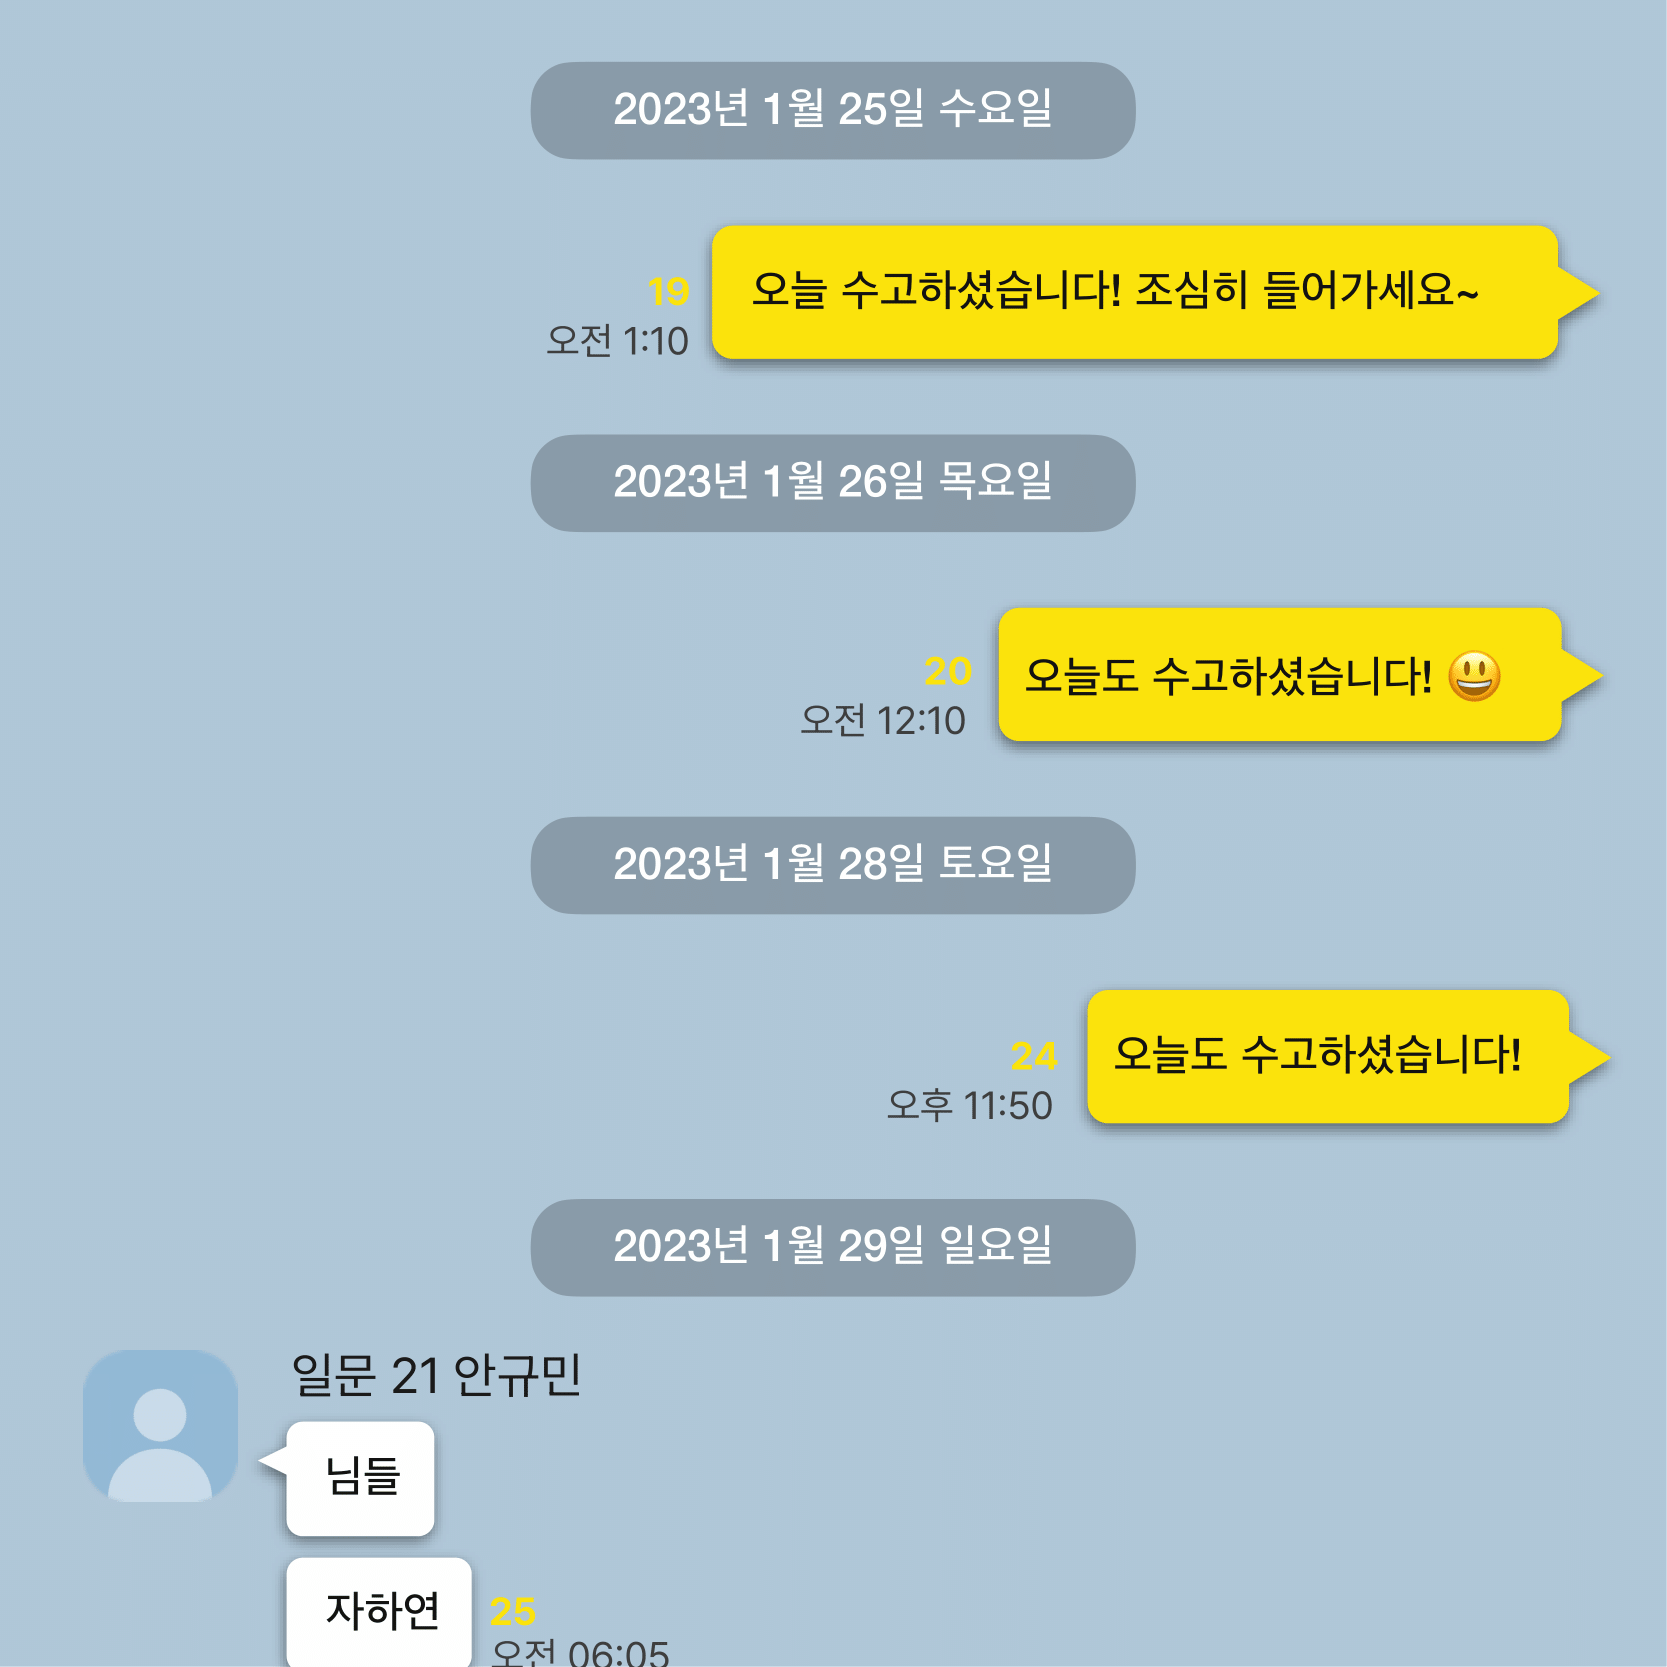 2023년 1월 25일 수요일
오늘 수고하셨습니다! 조심히 들어가세요~
19
오전 1:10
2023년 1월 26일 목요일
오늘도 수고하셨습니다! 😃
20
오전 12:10
2023년 1월 28일 토요일
오늘도 수고하셨습니다!
24
오후 11:50
2023년 1월 29일 일요일
일문 21 안규민
님들
자하연
25
오전 06:05